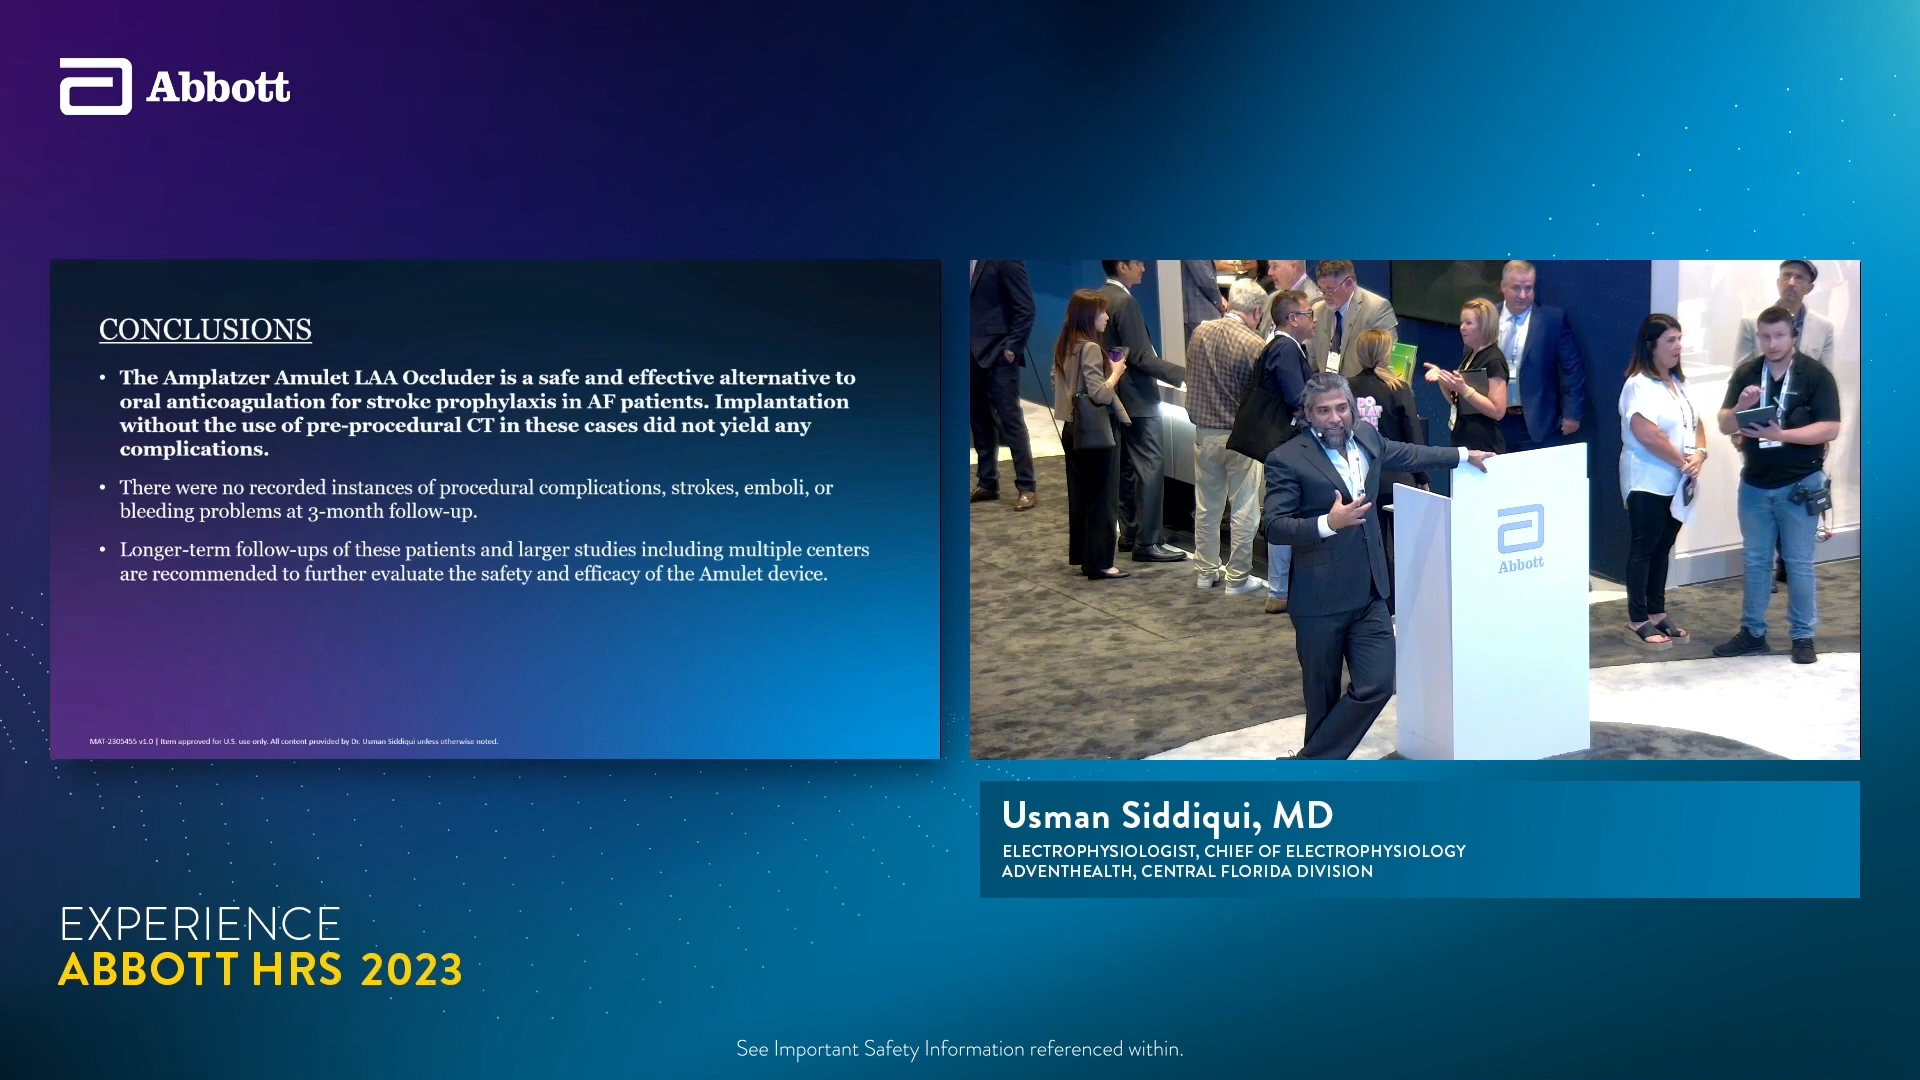 Abbott
CONCLUSIONS
• The Amplatzer Amulet LAA Occluder is a safe and effective alternative to
oral anticoagulation for stroke prophylaxis in AF patients. Implantation
without the use of pre-procedural CT in these cases did not yield any
complications.
• There were no recorded instances of procedural complications, strokes, emboli, or
bleeding problems at 3-month follow-up.
• Longer-term follow-ups of these patients and larger studies including multiple centers
are recommended to further evaluate the safety and efficacy of the Amulet device.
MAT-2305455 v1.0 | Item approved for U.S. use only. All content provided by Dr. Usman Siddiqui unless otherwise noted.
Abbott
Usman Siddiqui, MD
ELECTROPHYSIOLOGIST, CHIEF OF ELECTROPHYSIOLOGY
ADVENTHEALTH, CENTRAL FLORIDA DIVISION
EXPERIENCE
ABBOTT HRS 2023
See Important Safety Information referenced within.